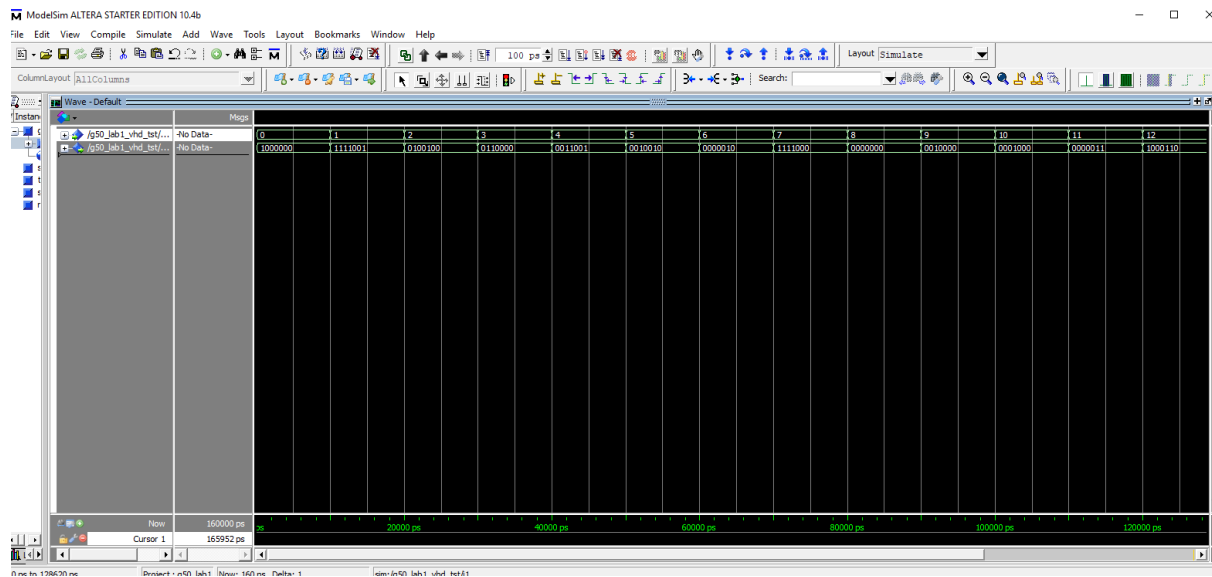 ModelSim ALTERA STARTER EDITION 10.4b
File Edit View Compile Simulate Add Wave Tools Layout Bookmarks Window Help
100 ps Layout Simulate
ColumnLayout AllColumns Search:
Wave - Default
Instan Msgs
/g50_lab1_vhd_tst/... -No Data- 0 1 2 3 4 5 6 7 8 9 10 11 12
/g50_lab1_vhd_tst/... -No Data- 1000000 1111001 0100100 0110000 0011001 0010010 0000010 1111000 0000000 0010000 0001000 0000011 1000110
Now 160000 ps ps 20000 ps 40000 ps 60000 ps 80000 ps 100000 ps 120000 ps
Cursor 1 165952 ps
0 ps to 128620 ps Project : g50_lab1 Now: 160 ns Delta: 1 sim:/g50_lab1_vhd_tst/i1